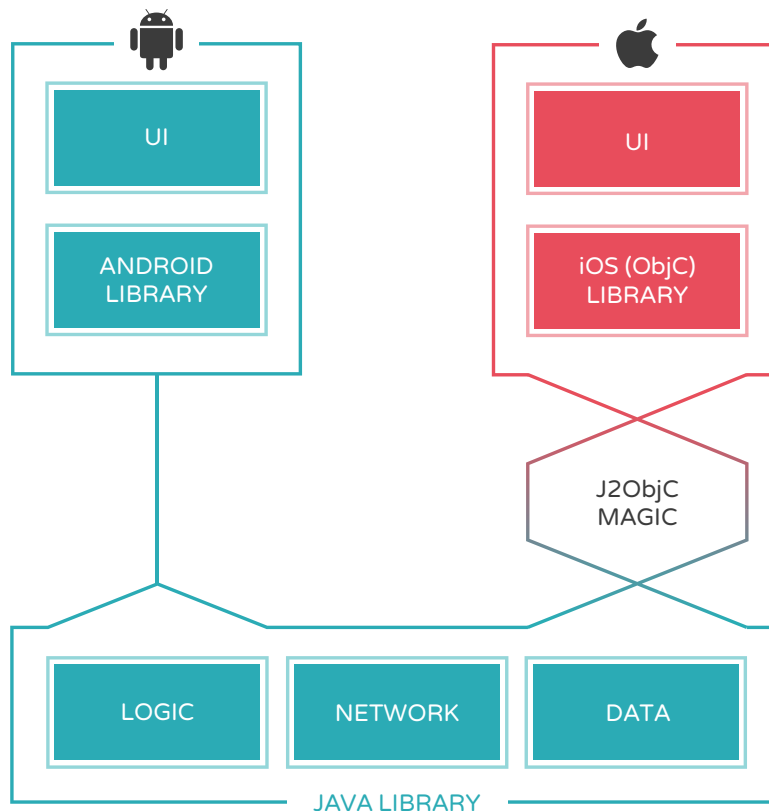 UI
UI
ANDROID
LIBRARY
iOS (ObjC)
LIBRARY
J2ObjC
MAGIC
LOGIC
NETWORK
DATA
JAVA LIBRARY